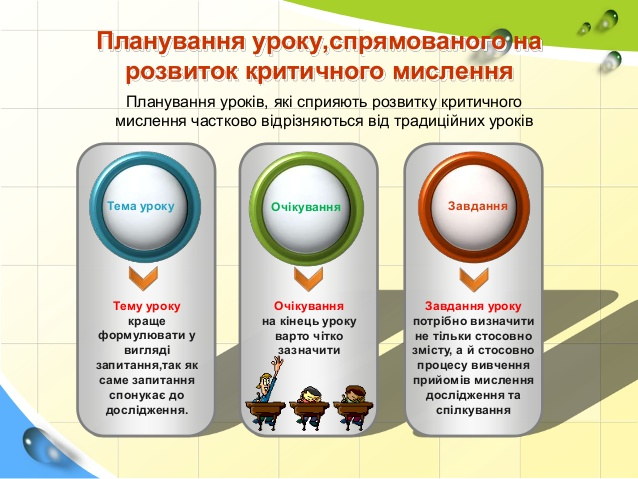 Планування уроку,спрямованого на
розвиток критичного мислення
Планування уроків, які сприяють розвитку критичного
мислення частково відрізняються від традиційних уроків
Тема уроку
Тему уроку
краще
формулювати у
вигляді
запитання,так як
саме запитання
спонукає до
дослідження.
Очікування
Очікування
на кінець уроку
варто чітко
зазначити
Завдання
Завдання уроку
потрібно визначити
не тільки стосовно
змісту, а й стосовно
процесу вивчення
прийомів мислення
дослідження та
спілкування